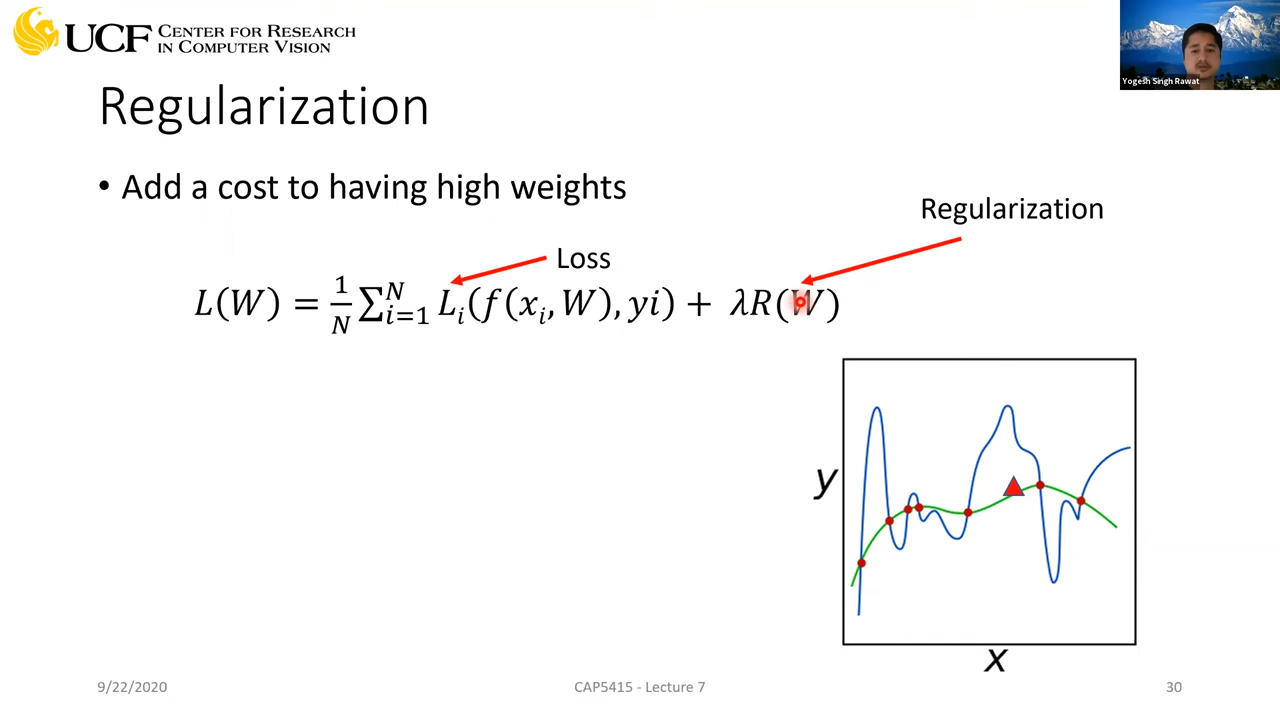 UCF CENTER FOR RESEARCH
IN COMPUTER VISION
Yogesh Singh Rawat
Regularization
• Add a cost to having high weights
Regularization
Loss
L(W) = 1/N ∑_{i=1}^{N} L_i(f(x_i, W), yi) + λR(W)
y
x
9/22/2020
CAP5415 - Lecture 7
30